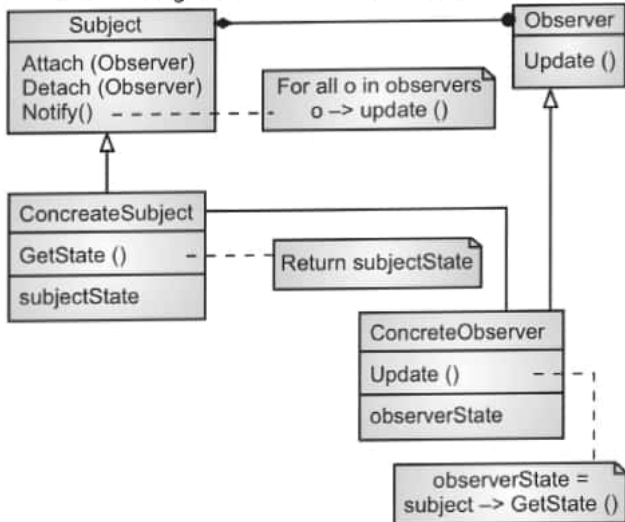 Subject
Attach (Observer)
Detach (Observer)
Notify()
For all o in observers
o –> update ()
Observer
Update ()
ConcreateSubject
GetState ()
subjectState
Return subjectState
ConcreteObserver
Update ()
observerState
observerState =
subject –> GetState ()